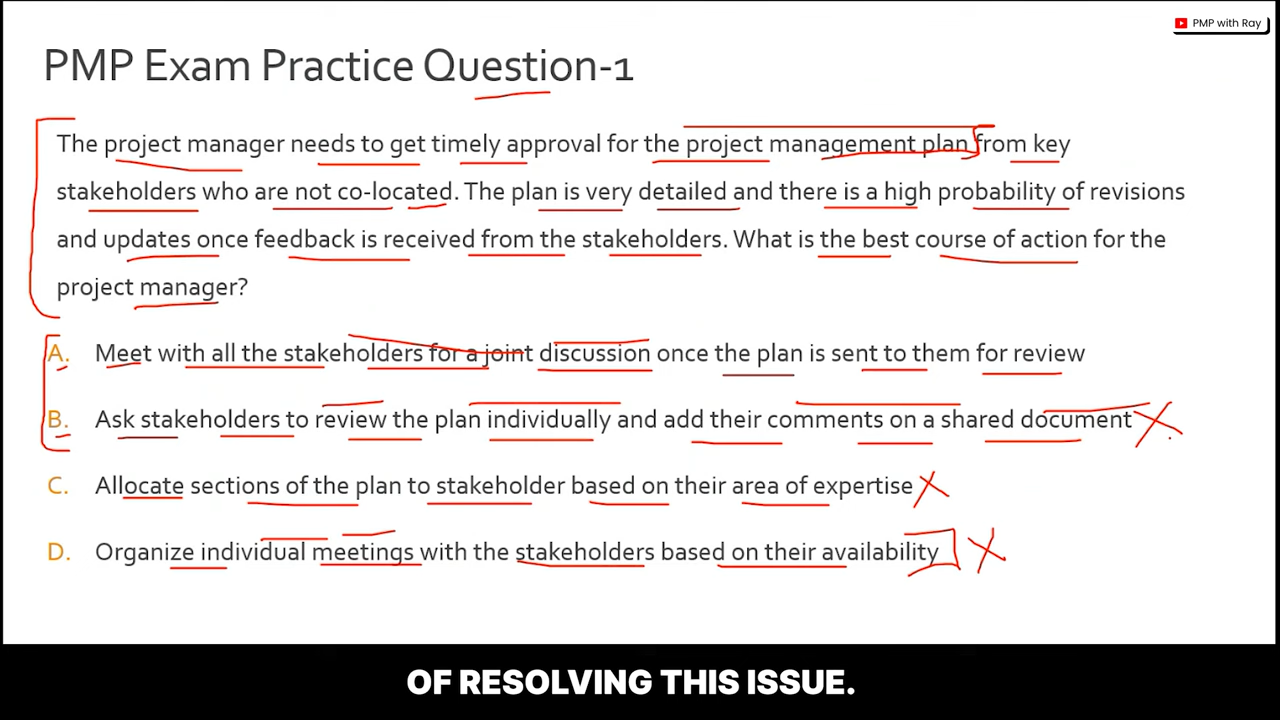 PMP with Ray
PMP Exam Practice Question-1
The project manager needs to get timely approval for the project management plan from key
stakeholders who are not co-located. The plan is very detailed and there is a high probability of revisions
and updates once feedback is received from the stakeholders. What is the best course of action for the
project manager?
A. Meet with all the stakeholders for a joint discussion once the plan is sent to them for review
B. Ask stakeholders to review the plan individually and add their comments on a shared document
C. Allocate sections of the plan to stakeholder based on their area of expertise
D. Organize individual meetings with the stakeholders based on their availability
OF RESOLVING THIS ISSUE.